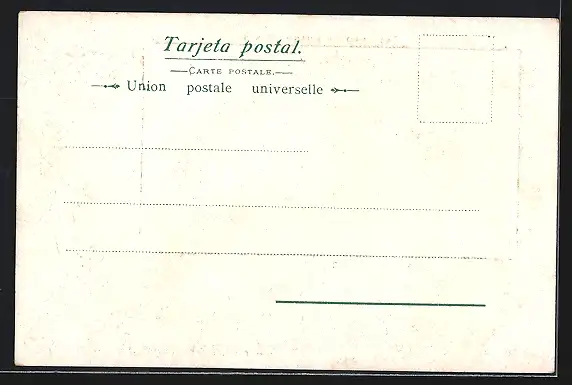 Tarjeta postal.
—CARTE POSTALE.—
Union postale universelle